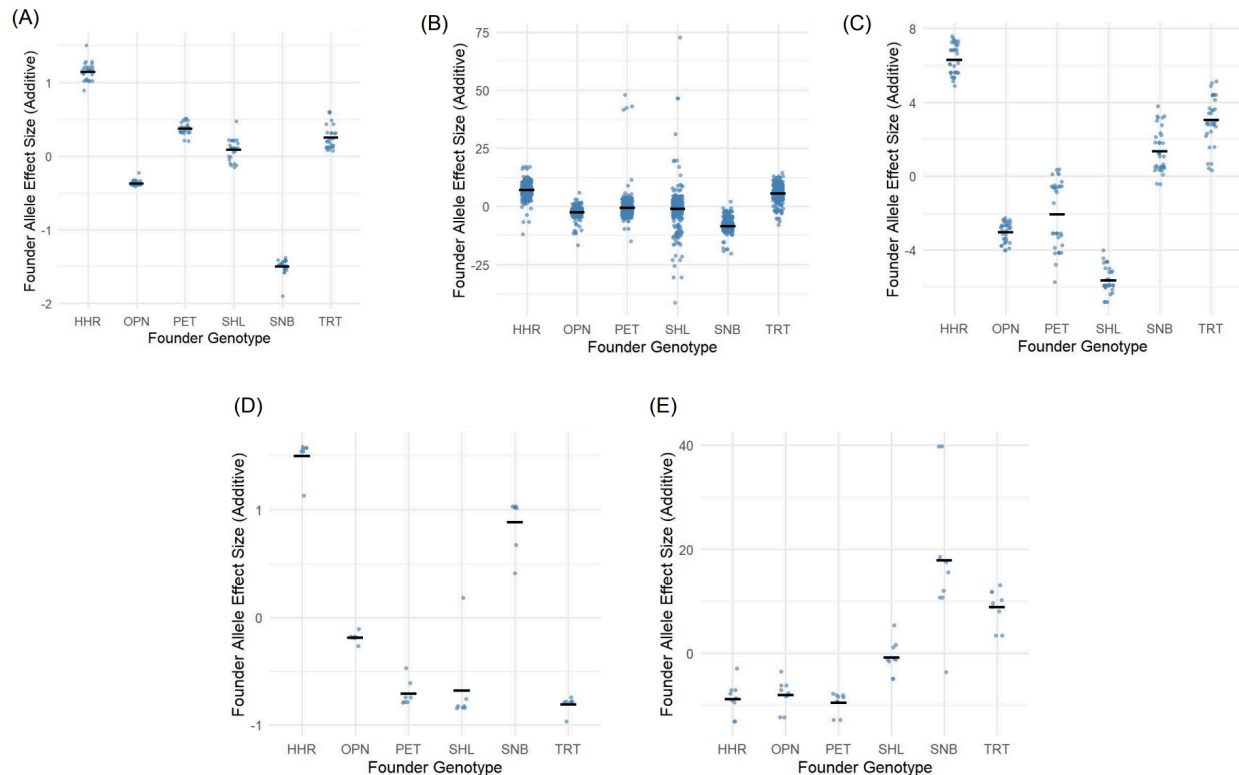 (A)
Founder Allele Effect Size (Additive)
1
0
-1
-2
HHR OPN PET SHL SNB TRT
Founder Genotype
(B)
Founder Allele Effect Size (Additive)
75
50
25
0
-25
HHR OPN PET SHL SNB TRT
Founder Genotype
(C)
Founder Allele Effect Size (Additive)
8
4
0
-4
HHR OPN PET SHL SNB TRT
Founder Genotype
(D)
Founder Allele Effect Size (Additive)
1
0
-1
HHR OPN PET SHL SNB TRT
Founder Genotype
(E)
Founder Allele Effect Size (Additive)
40
20
0
HHR OPN PET SHL SNB TRT
Founder Genotype